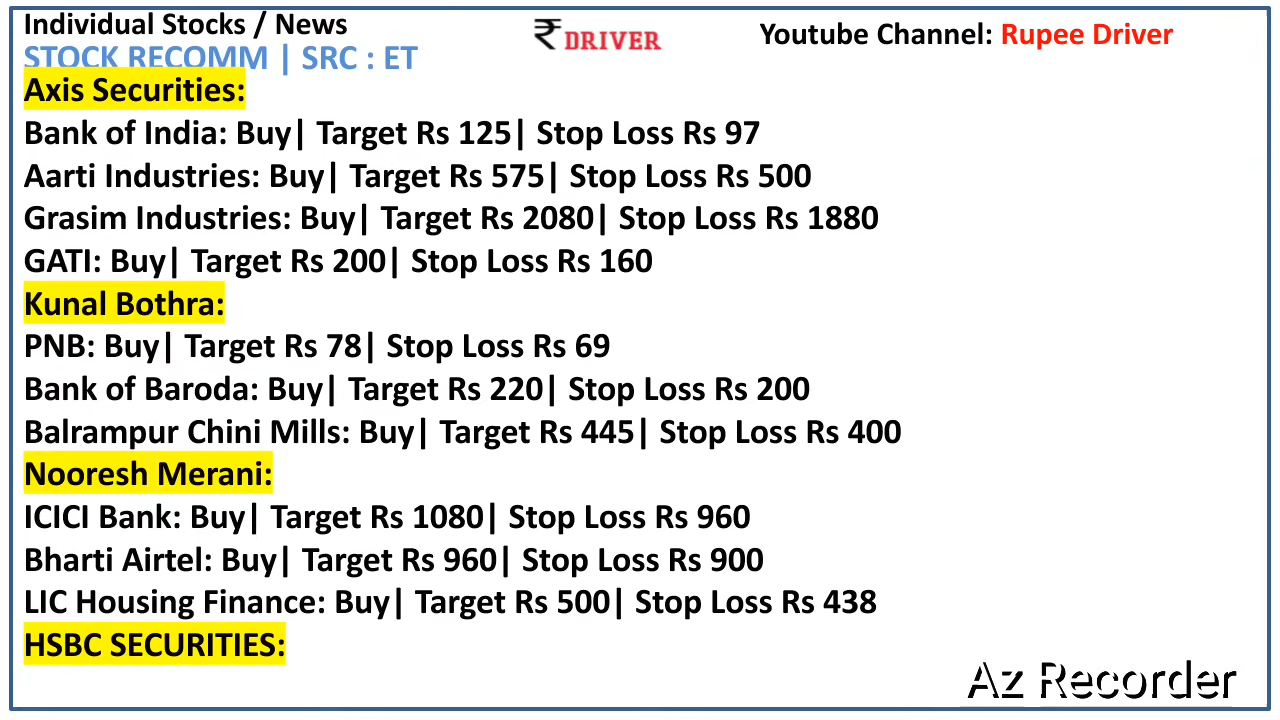 Individual Stocks / News
₹ DRIVER
Youtube Channel: Rupee Driver
STOCK RECOMM | SRC : ET
Axis Securities:
Bank of India: Buy| Target Rs 125| Stop Loss Rs 97
Aarti Industries: Buy| Target Rs 575| Stop Loss Rs 500
Grasim Industries: Buy| Target Rs 2080| Stop Loss Rs 1880
GATI: Buy| Target Rs 200| Stop Loss Rs 160
Kunal Bothra:
PNB: Buy| Target Rs 78| Stop Loss Rs 69
Bank of Baroda: Buy| Target Rs 220| Stop Loss Rs 200
Balrampur Chini Mills: Buy| Target Rs 445| Stop Loss Rs 400
Nooresh Merani:
ICICI Bank: Buy| Target Rs 1080| Stop Loss Rs 960
Bharti Airtel: Buy| Target Rs 960| Stop Loss Rs 900
LIC Housing Finance: Buy| Target Rs 500| Stop Loss Rs 438
HSBC SECURITIES:
Az Recorder